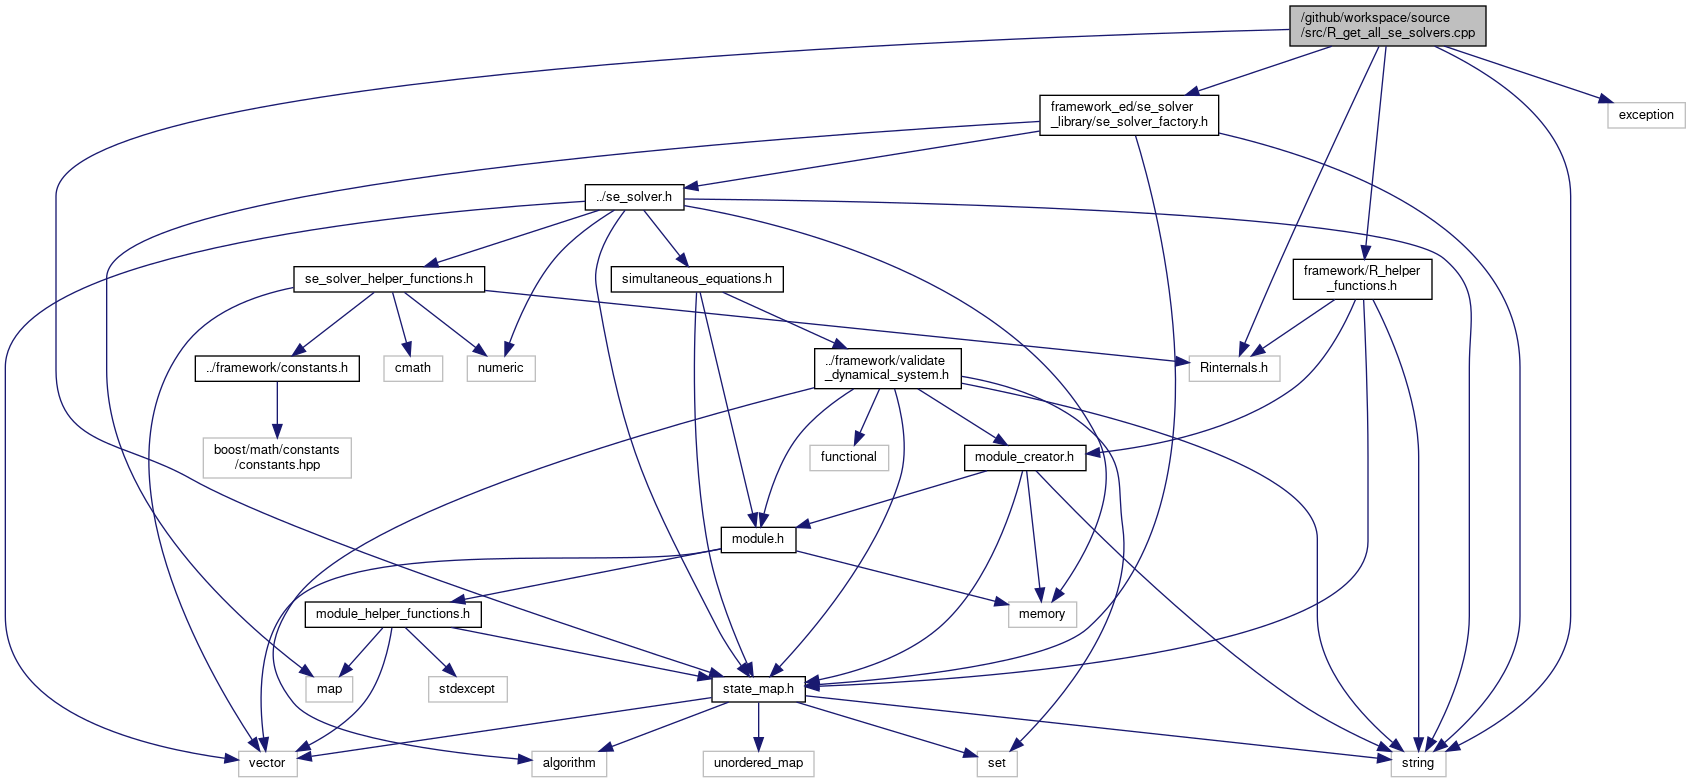 /github/workspace/source
/src/R_get_all_se_solvers.cpp
framework_ed/se_solver
_library/se_solver_factory.h
exception
../se_solver.h
se_solver_helper_functions.h
simultaneous_equations.h
framework/R_helper
_functions.h
../framework/constants.h
cmath
numeric
../framework/validate
_dynamical_system.h
Rinternals.h
boost/math/constants
/constants.hpp
functional
module_creator.h
module.h
module_helper_functions.h
memory
map
stdexcept
state_map.h
vector
algorithm
unordered_map
set
string